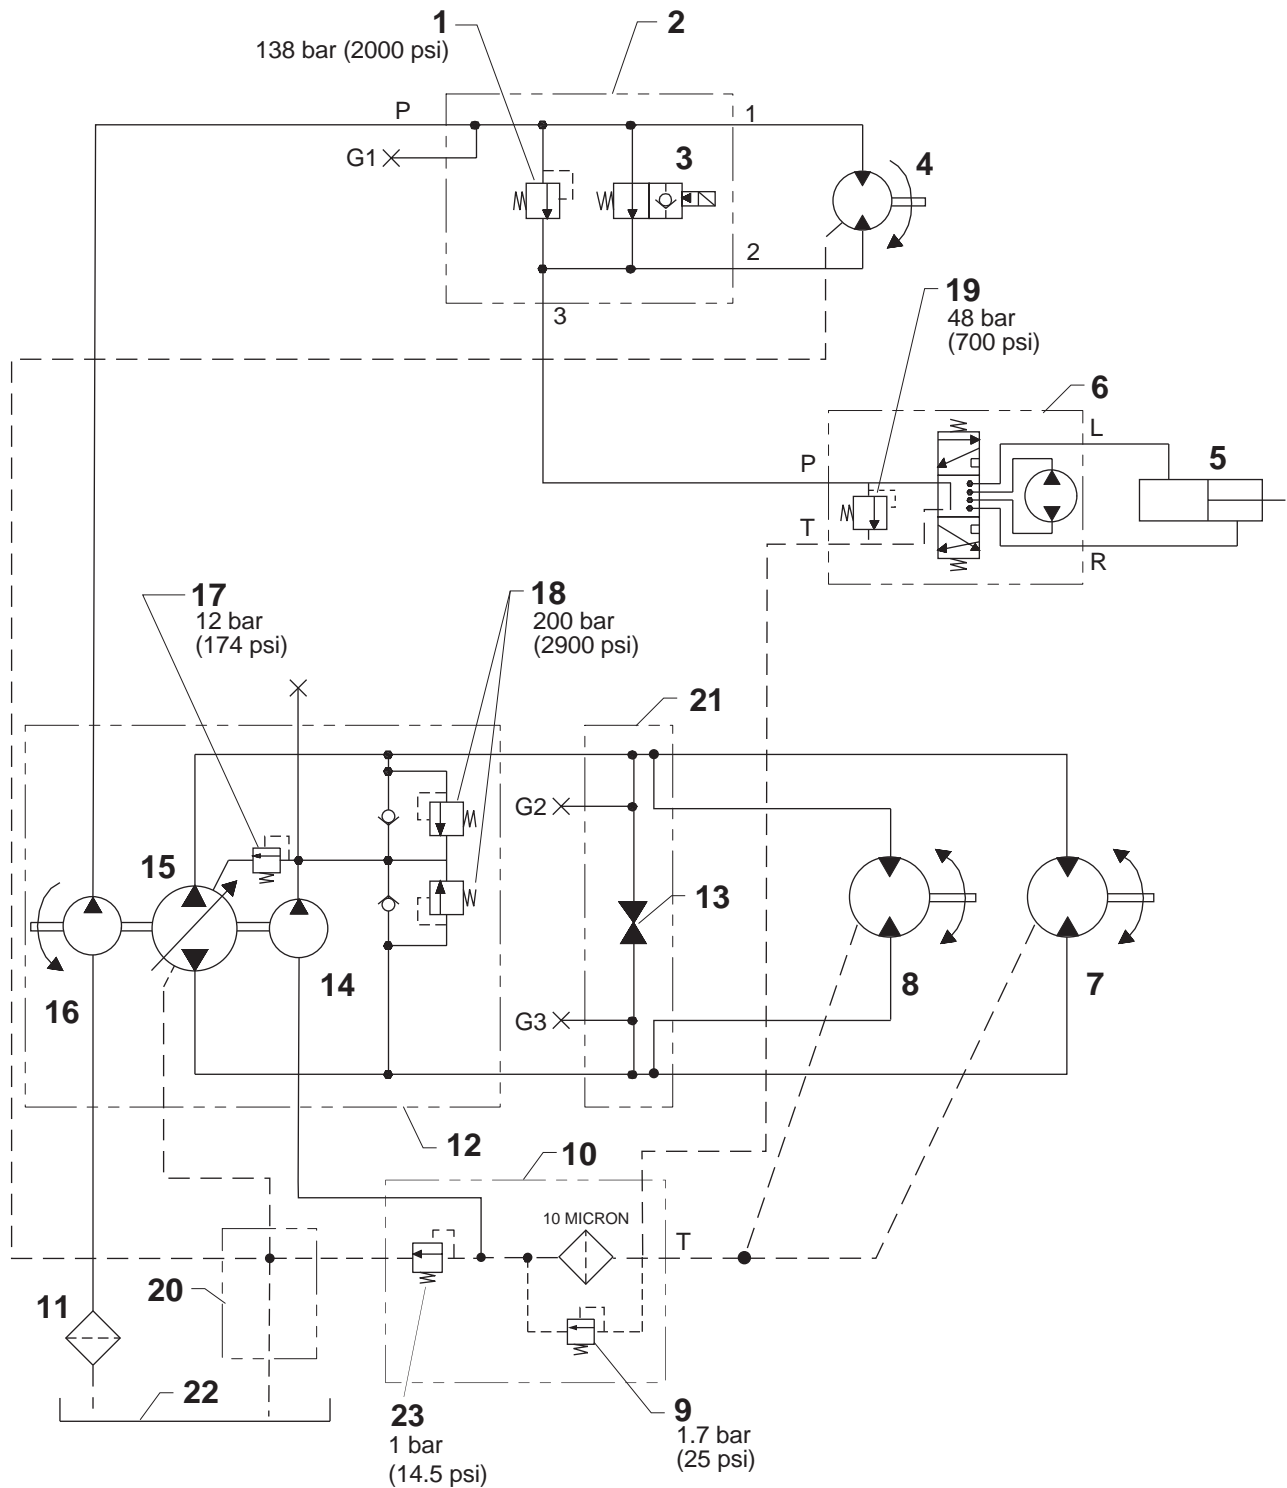 1
138 bar (2000 psi)
2
P
1
G1
3
4
2
3
19
48 bar
(700 psi)
6
L
P
5
T
R
17
12 bar
(174 psi)
18
200 bar
(2900 psi)
21
G2
15
13
14
16
8
7
G3
12
10
10 MICRON
T
20
11
22
23
1 bar
(14.5 psi)
9
1.7 bar
(25 psi)